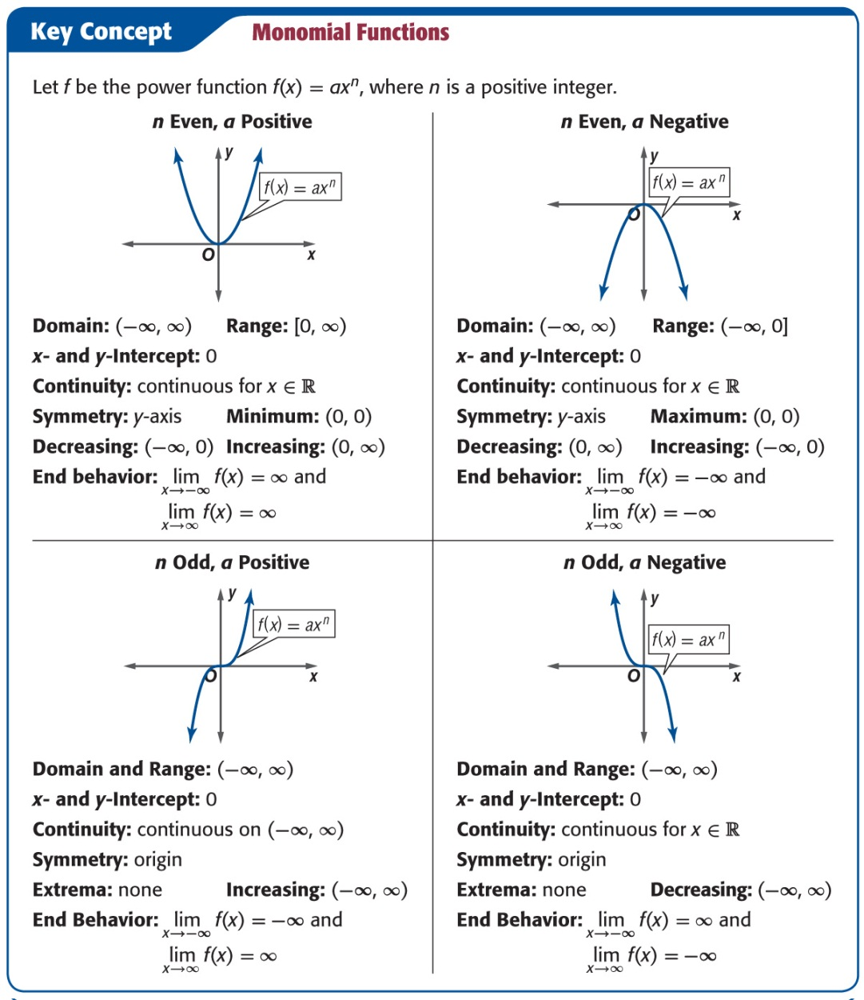 Key Concept Monomial Functions
Let f be the power function f(x) = axⁿ, where n is a positive integer.
n Even, a Positive
y
f(x) = axⁿ
O
x
Domain: (−∞, ∞) Range: [0, ∞)
x- and y-Intercept: 0
Continuity: continuous for x ∈ ℝ
Symmetry: y-axis Minimum: (0, 0)
Decreasing: (−∞, 0) Increasing: (0, ∞)
End behavior: lim f(x) = ∞ and
x→−∞
lim f(x) = ∞
x→∞
n Even, a Negative
y
f(x) = axⁿ
O
x
Domain: (−∞, ∞) Range: (−∞, 0]
x- and y-Intercept: 0
Continuity: continuous for x ∈ ℝ
Symmetry: y-axis Maximum: (0, 0)
Decreasing: (0, ∞) Increasing: (−∞, 0)
End behavior: lim f(x) = −∞ and
x→−∞
lim f(x) = −∞
x→∞
n Odd, a Positive
y
f(x) = axⁿ
O
x
Domain and Range: (−∞, ∞)
x- and y-Intercept: 0
Continuity: continuous on (−∞, ∞)
Symmetry: origin
Extrema: none Increasing: (−∞, ∞)
End Behavior: lim f(x) = −∞ and
x→−∞
lim f(x) = ∞
x→∞
n Odd, a Negative
y
f(x) = axⁿ
O
x
Domain and Range: (−∞, ∞)
x- and y-Intercept: 0
Continuity: continuous for x ∈ ℝ
Symmetry: origin
Extrema: none Decreasing: (−∞, ∞)
End Behavior: lim f(x) = ∞ and
x→−∞
lim f(x) = −∞
x→∞